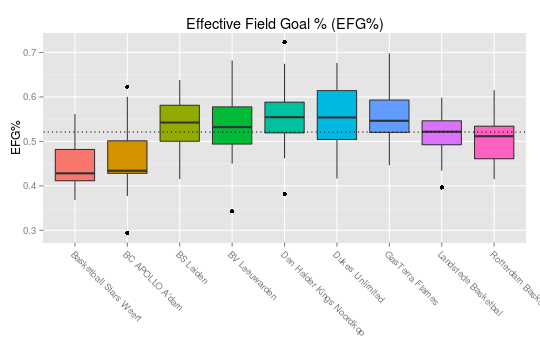 Effective Field Goal % (EFG%)
EFG%
0.7
0.6
0.5
0.4
0.3
Basketball Stars Weert
BC APOLLO A'dam
BS Leiden
BV Leeuwarden
Den Helder Kings Noordkop
Dukes Unlimited
GasTerra Flames
Landstede Basketbal
Rotterdam Baske